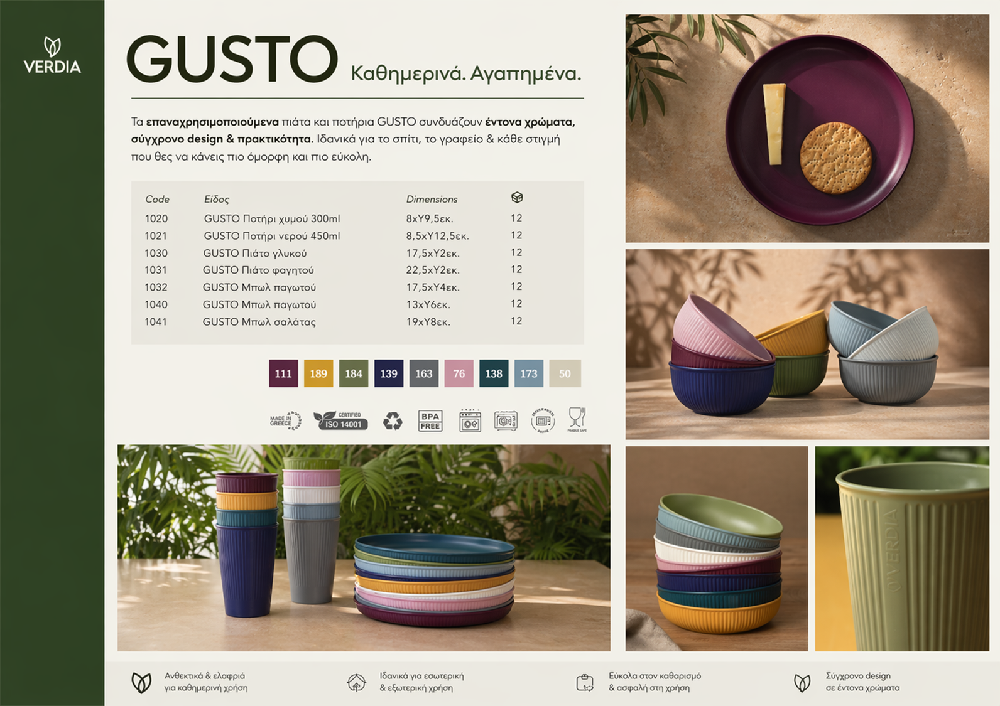 VERDIA
GUSTO Καθημερινά. Αγαπημένα.
Τα επαναχρησιμοποιούμενα πιάτα και ποτήρια GUSTO συνδυάζουν έντονα χρώματα,
σύγχρονο design & πρακτικότητα. Ιδανικά για το σπίτι, το γραφείο & κάθε στιγμή
που θες να κάνεις πιο όμορφη και πιο εύκολη.
Code Είδος Dimensions
1020 GUSTO Ποτήρι χυμού 300ml 8xY9,5εκ. 12
1021 GUSTO Ποτήρι νερού 450ml 8,5xY12,5εκ. 12
1030 GUSTO Πιάτο γλυκού 17,5xY2εκ. 12
1031 GUSTO Πιάτο φαγητού 22,5xY2εκ. 12
1032 GUSTO Μπωλ παγωτού 17,5xY4εκ. 12
1040 GUSTO Μπωλ παγωτού 13xY6εκ. 12
1041 GUSTO Μπωλ σαλάτας 19xY8εκ. 12
111 189 184 139 163 76 138 173 50
MADE IN
GREECE
CERTIFIED
ISO 14001
BPA
FREE
FRAGILE SAFE
VERDIA
Ανθεκτικά & ελαφριά
για καθημερινή χρήση
Ιδανικά για εσωτερική
& εξωτερική χρήση
Εύκολα στον καθαρισμό
& ασφαλή στη χρήση
Σύγχρονο design
σε έντονα χρώματα